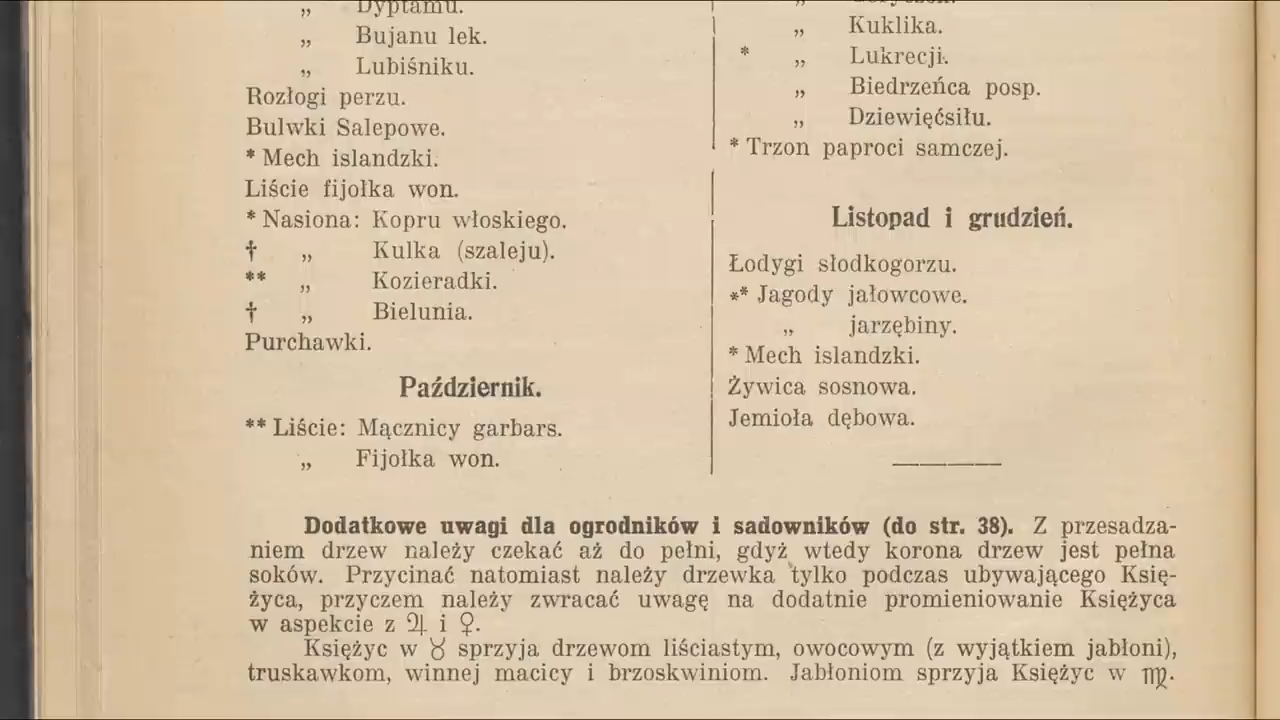 „ Dyptamu.
„ Bujanu lek.
„ Lubiśniku.
Rozłogi perzu.
Bulwki Salepowe.
* Mech islandzki.
Liście fijołka won.
* Nasiona: Kopru włoskiego.
† „ Kulka (szaleju).
** „ Kozieradki.
† „ Bielunia.
Purchawki.
Październik.
** Liście: Mącznicy garbars.
„ Fijołka won.
„ Kuklika.
* „ Lukrecji.
„ Biedrzeńca posp.
„ Dziewięćsiłu.
* Trzon paproci samczej.
Listopad i grudzień.
Łodygi słodkogorzu.
** Jagody jałowcowe.
„ jarzębiny.
* Mech islandzki.
Żywica sosnowa.
Jemioła dębowa.
Dodatkowe uwagi dla ogrodników i sadowników (do str. 38). Z przesadza-
niem drzew należy czekać aż do pełni, gdyż wtedy korona drzew jest pełna
soków. Przycinać natomiast należy drzewka tylko podczas ubywającego Księ-
życa, przyczem należy zwracać uwagę na dodatnie promieniowanie Księżyca
w aspekcie z ♃ i ♀.
Księżyc w ♉ sprzyja drzewom liściastym, owocowym (z wyjątkiem jabłoni),
truskawkom, winnej macicy i brzoskwiniom. Jabłoniom sprzyja Księżyc w ♍.